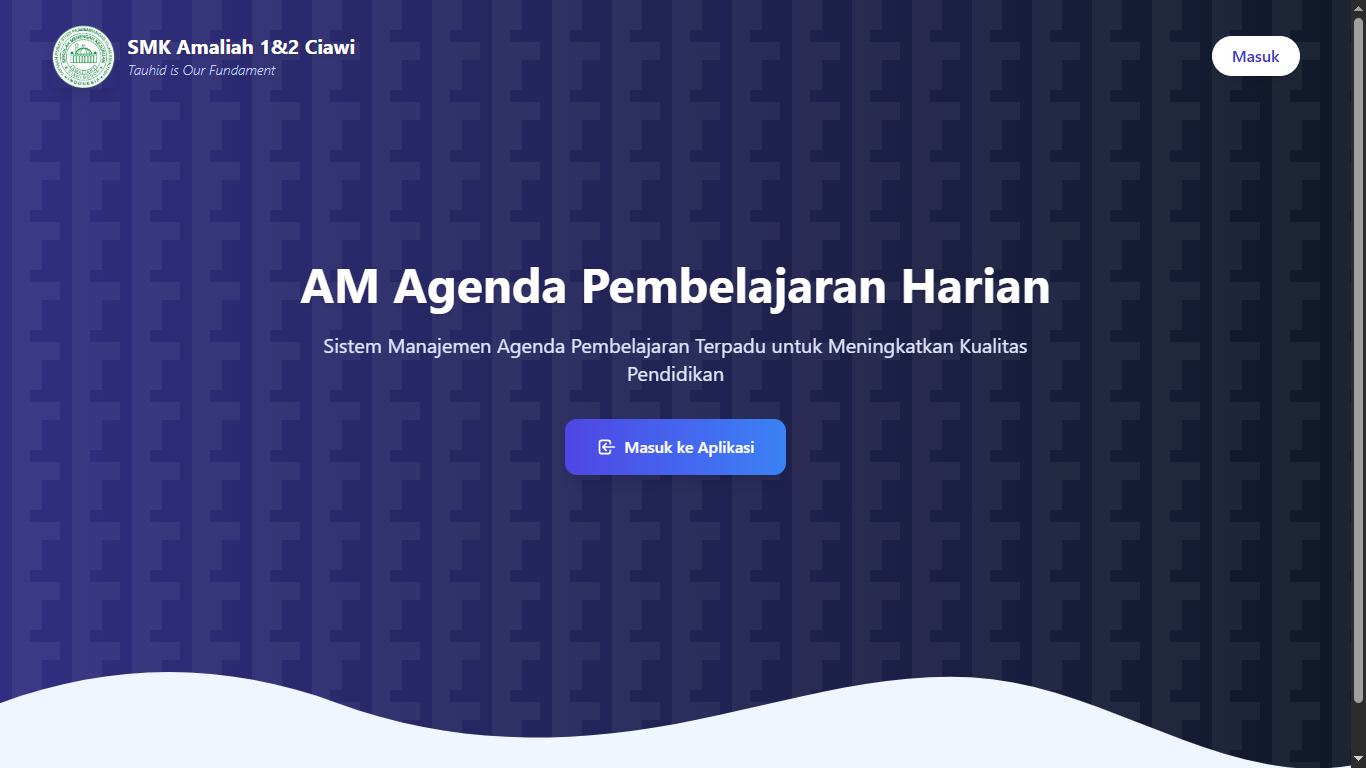 SMK Amaliah 1&2 Ciawi
Tauhid is Our Fundament
Masuk
AM Agenda Pembelajaran Harian
Sistem Manajemen Agenda Pembelajaran Terpadu untuk Meningkatkan Kualitas
Pendidikan
Masuk ke Aplikasi